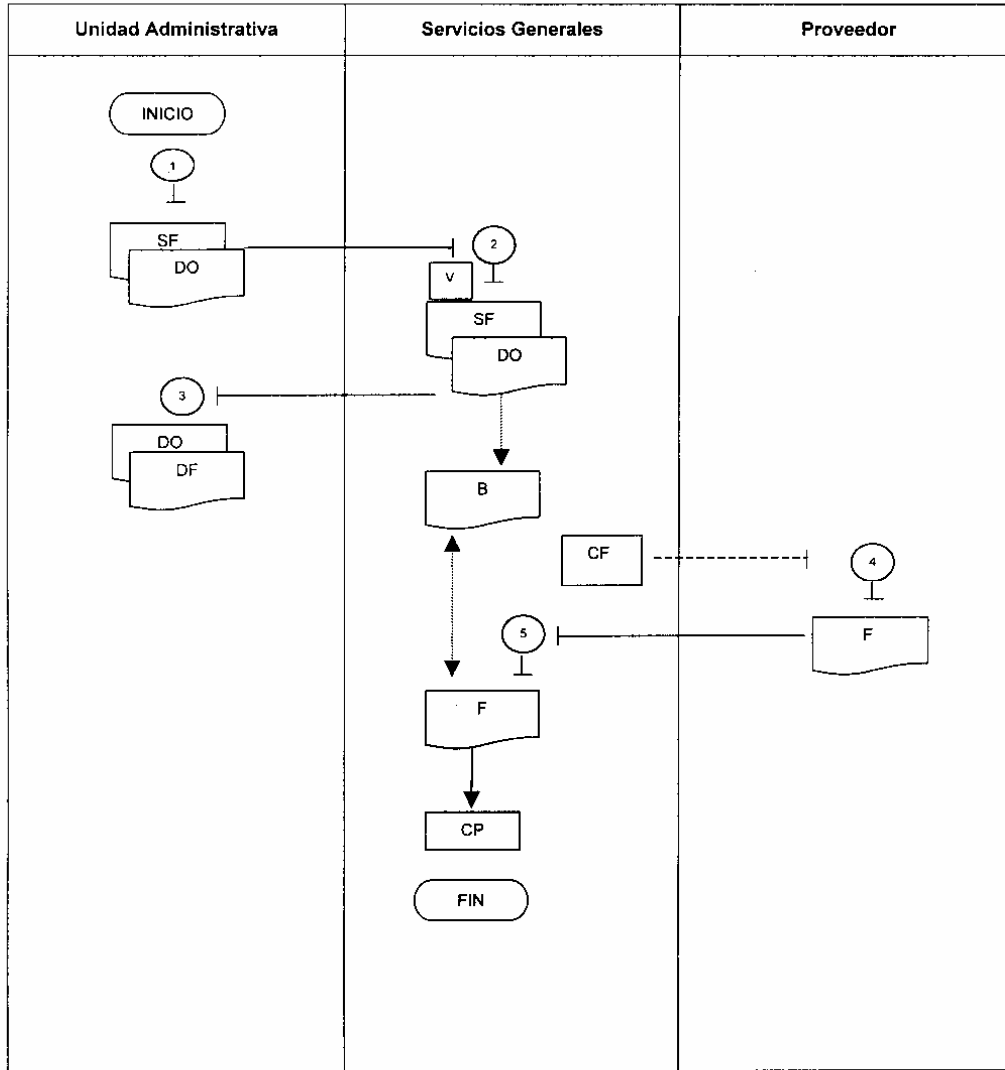 Unidad Administrativa
Servicios Generales
Proveedor
INICIO
1
SF
DO
2
V
SF
DO
3
DO
DF
B
CF
4
F
5
F
CP
FIN